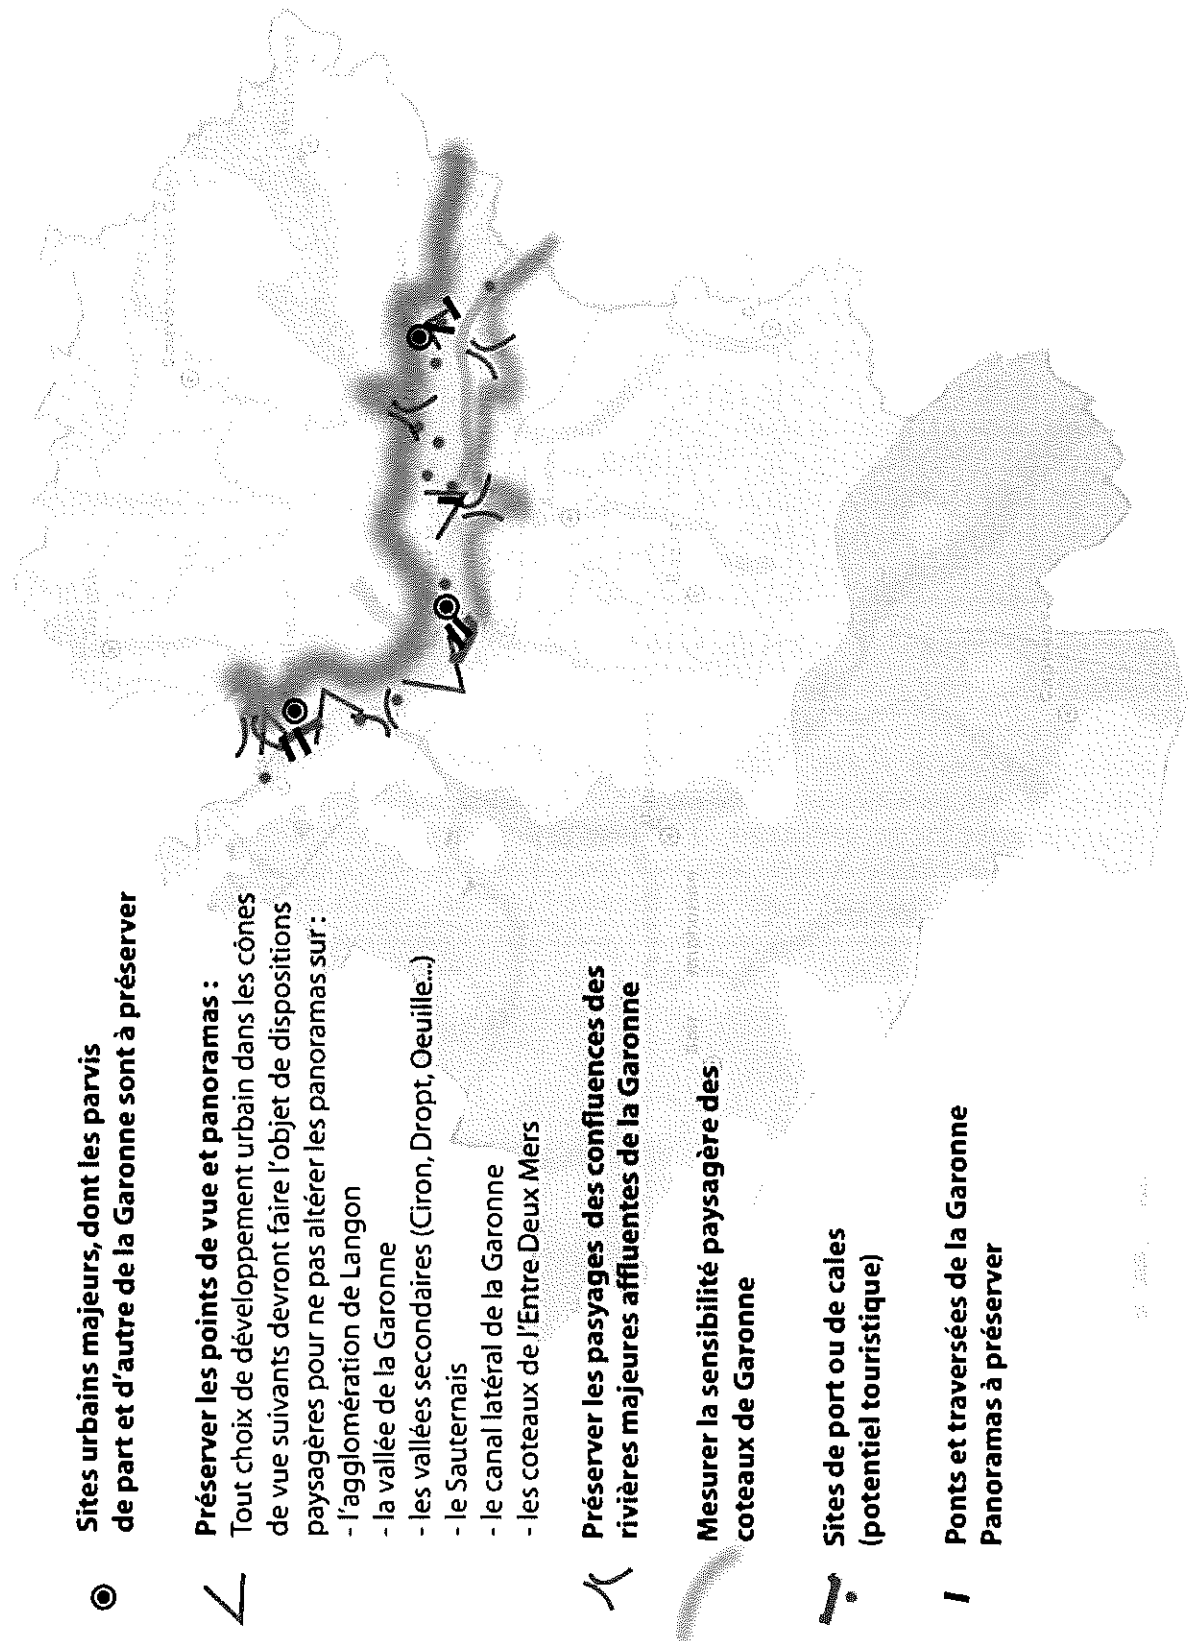 Sites urbains majeurs, dont les parvis
de part et d'autre de la Garonne sont à préserver
Préserver les points de vue et panoramas :
Tout choix de développement urbain dans les cônes
de vue suivants devront faire l'objet de dispositions
paysagères pour ne pas altérer les panoramas sur :
- l'agglomération de Langon
- la vallée de la Garonne
- les vallées secondaires (Ciron, Dropt, Oeuille...)
- le Sauternais
- le canal latéral de la Garonne
- les coteaux de l'Entre Deux Mers
Préserver les pasyages des confluences des
rivières majeures affluentes de la Garonne
Mesurer la sensibilité paysagère des
coteaux de Garonne
Sites de port ou de cales
(potentiel touristique)
Ponts et traversées de la Garonne
Panoramas à préserver